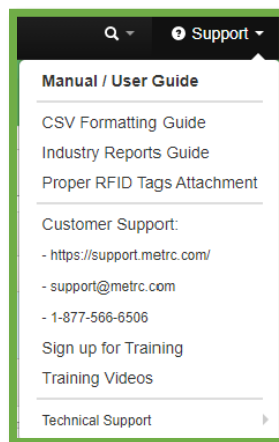 Support
Manual / User Guide
CSV Formatting Guide
Industry Reports Guide
Proper RFID Tags Attachment
Customer Support:
- https://support.metrc.com/
- support@metrc.com
- 1-877-566-6506
Sign up for Training
Training Videos
Technical Support